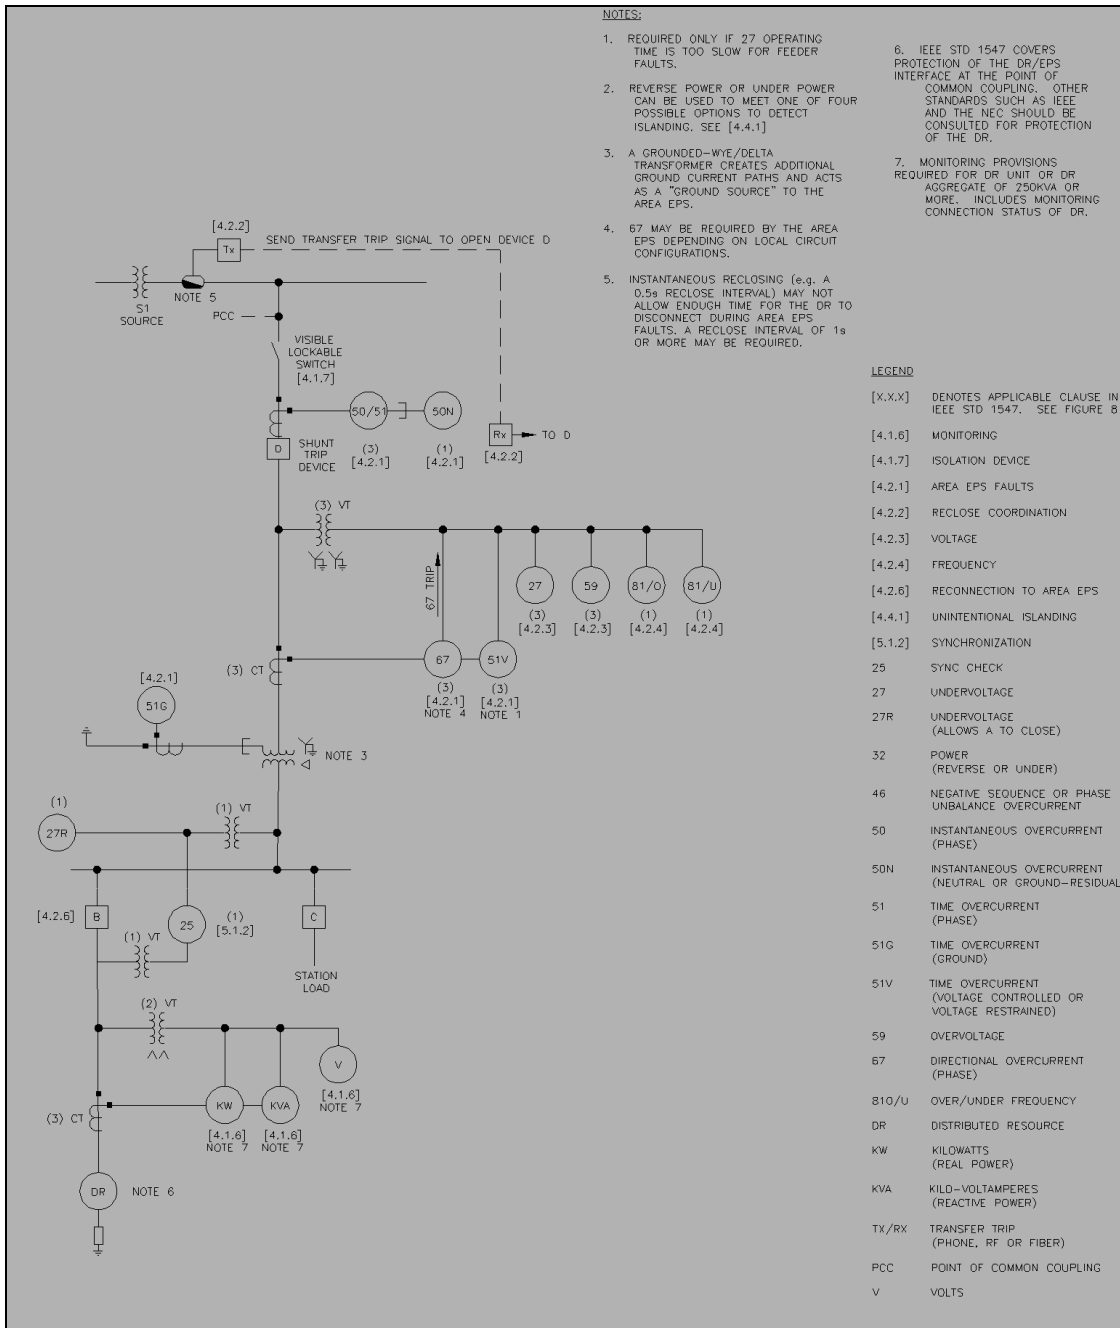 NOTES:
1. REQUIRED ONLY IF 27 OPERATING
TIME IS TOO SLOW FOR FEEDER
FAULTS.
2. REVERSE POWER OR UNDER POWER
CAN BE USED TO MEET ONE OF FOUR
POSSIBLE OPTIONS TO DETECT
ISLANDING. SEE [4.4.1]
3. A GROUNDED-WYE/DELTA
TRANSFORMER CREATES ADDITIONAL
GROUND CURRENT PATHS AND ACTS
AS A "GROUND SOURCE" TO THE
AREA EPS.
4. 67 MAY BE REQUIRED BY THE AREA
EPS DEPENDING ON LOCAL CIRCUIT
CONFIGURATIONS.
5. INSTANTANEOUS RECLOSING (e.g. A
0.5s RECLOSE INTERVAL) MAY NOT
ALLOW ENOUGH TIME FOR THE DR TO
DISCONNECT DURING AREA EPS
FAULTS. A RECLOSE INTERVAL OF 1s
OR MORE MAY BE REQUIRED.
6. IEEE STD 1547 COVERS
PROTECTION OF THE DR/EPS
INTERFACE AT THE POINT OF
COMMON COUPLING. OTHER
STANDARDS SUCH AS IEEE
AND THE NEC SHOULD BE
CONSULTED FOR PROTECTION
OF THE DR.
7. MONITORING PROVISIONS
REQUIRED FOR DR UNIT OR DR
AGGREGATE OF 250KVA OR
MORE. INCLUDES MONITORING
CONNECTION STATUS OF DR.
[4.2.2]
Tx
SEND TRANSFER TRIP SIGNAL TO OPEN DEVICE D
S1
SOURCE
NOTE 5
PCC
VISIBLE
LOCKABLE
SWITCH
[4.1.7]
50/51
(3)
[4.2.1]
50N
(1)
[4.2.1]
Rx
TO D
[4.2.2]
D
SHUNT
TRIP
DEVICE
(3) VT
67 TRIP
27
(3)
[4.2.3]
59
(3)
[4.2.3]
81/O
(1)
[4.2.4]
81/U
(1)
[4.2.4]
(3) CT
67
(3)
[4.2.1]
NOTE 4
51V
(3)
[4.2.1]
NOTE 1
[4.2.1]
51G
NOTE 3
(1)
27R
(1) VT
[4.2.6]
B
25
(1)
[5.1.2]
C
(1) VT
STATION
LOAD
(2) VT
V
[4.1.6]
NOTE 7
(3) CT
KW
[4.1.6]
NOTE 7
KVA
[4.1.6]
NOTE 7
DR
NOTE 6
LEGEND
[X.X.X] DENOTES APPLICABLE CLAUSE IN
IEEE STD 1547. SEE FIGURE 8
[4.1.6] MONITORING
[4.1.7] ISOLATION DEVICE
[4.2.1] AREA EPS FAULTS
[4.2.2] RECLOSE COORDINATION
[4.2.3] VOLTAGE
[4.2.4] FREQUENCY
[4.2.6] RECONNECTION TO AREA EPS
[4.4.1] UNINTENTIONAL ISLANDING
[5.1.2] SYNCHRONIZATION
25 SYNC CHECK
27 UNDERVOLTAGE
27R UNDERVOLTAGE
(ALLOWS A TO CLOSE)
32 POWER
(REVERSE OR UNDER)
46 NEGATIVE SEQUENCE OR PHASE
UNBALANCE OVERCURRENT
50 INSTANTANEOUS OVERCURRENT
(PHASE)
50N INSTANTANEOUS OVERCURRENT
(NEUTRAL OR GROUND-RESIDUAL
51 TIME OVERCURRENT
(PHASE)
51G TIME OVERCURRENT
(GROUND)
51V TIME OVERCURRENT
(VOLTAGE CONTROLLED OR
VOLTAGE RESTRAINED)
59 OVERVOLTAGE
67 DIRECTIONAL OVERCURRENT
(PHASE)
81O/U OVER/UNDER FREQUENCY
DR DISTRIBUTED RESOURCE
KW KILOWATTS
(REAL POWER)
KVA KILO-VOLTAMPERES
(REACTIVE POWER)
TX/RX TRANSFER TRIP
(PHONE, RF OR FIBER)
PCC POINT OF COMMON COUPLING
V VOLTS